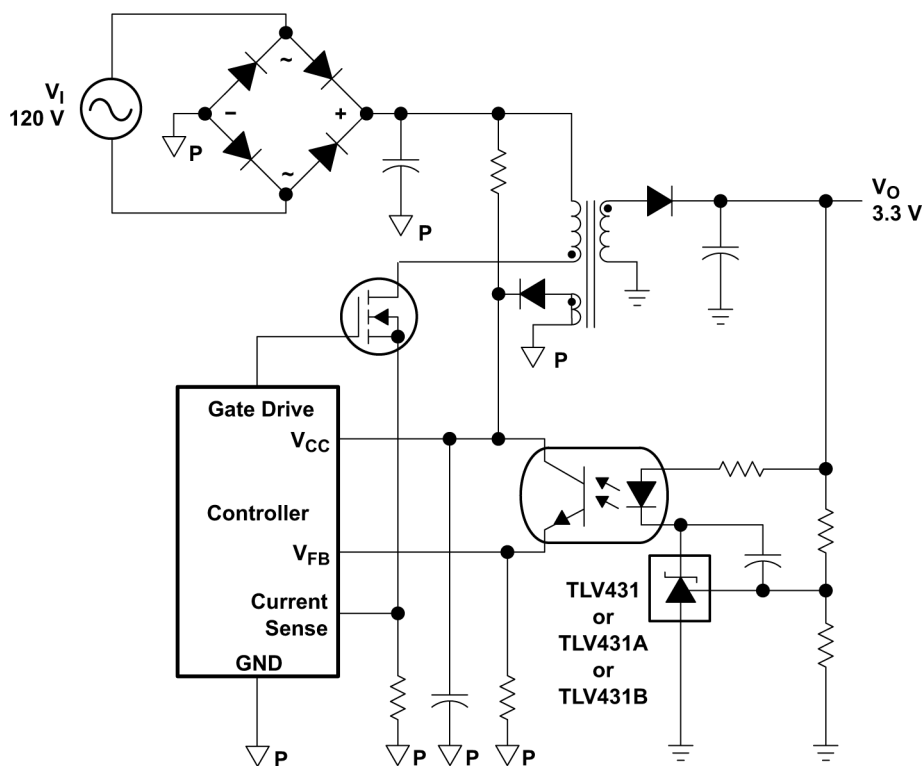 V_I
120 V
~
−
+
~
P
P
V_O
3.3 V
P
Gate Drive
V_CC
Controller
V_FB
Current
Sense
GND
TLV431
or
TLV431A
or
TLV431B
P
P
P
P